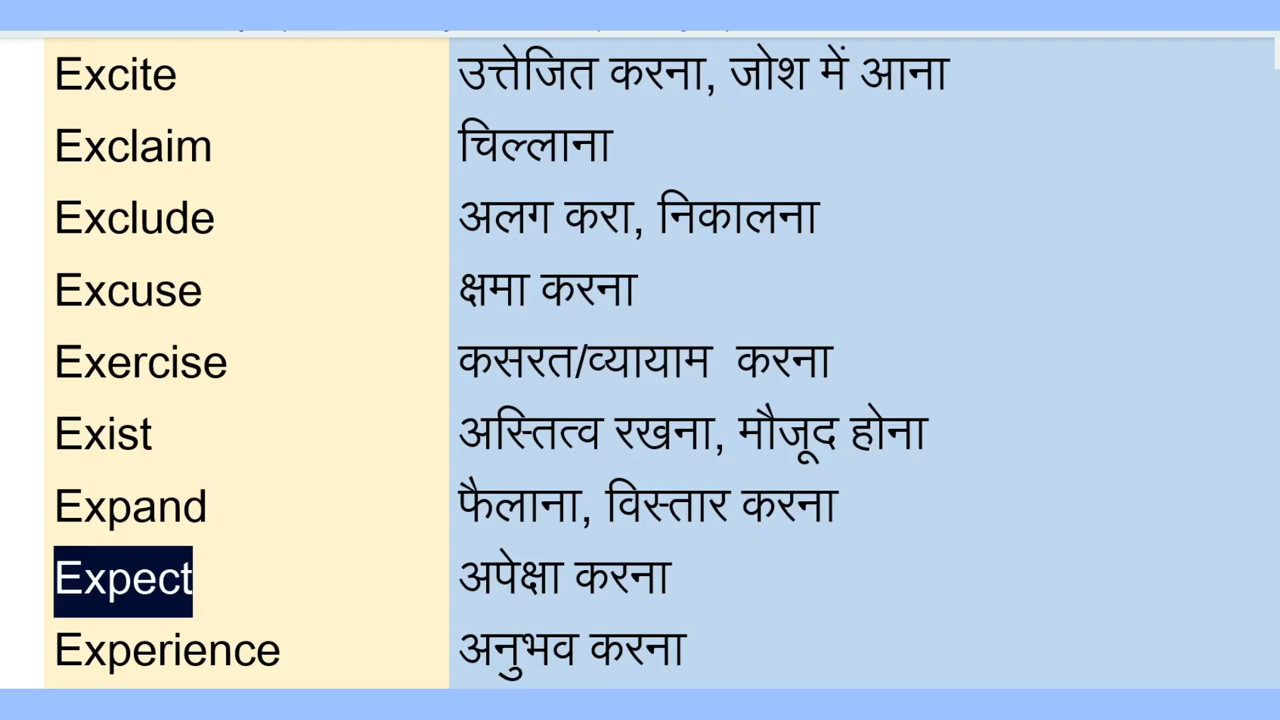 Excite उत्तेजित करना, जोश में आना
Exclaim चिल्लाना
Exclude अलग करा, निकालना
Excuse क्षमा करना
Exercise कसरत/व्यायाम करना
Exist अस्तित्व रखना, मौजूद होना
Expand फैलाना, विस्तार करना
Expect अपेक्षा करना
Experience अनुभव करना